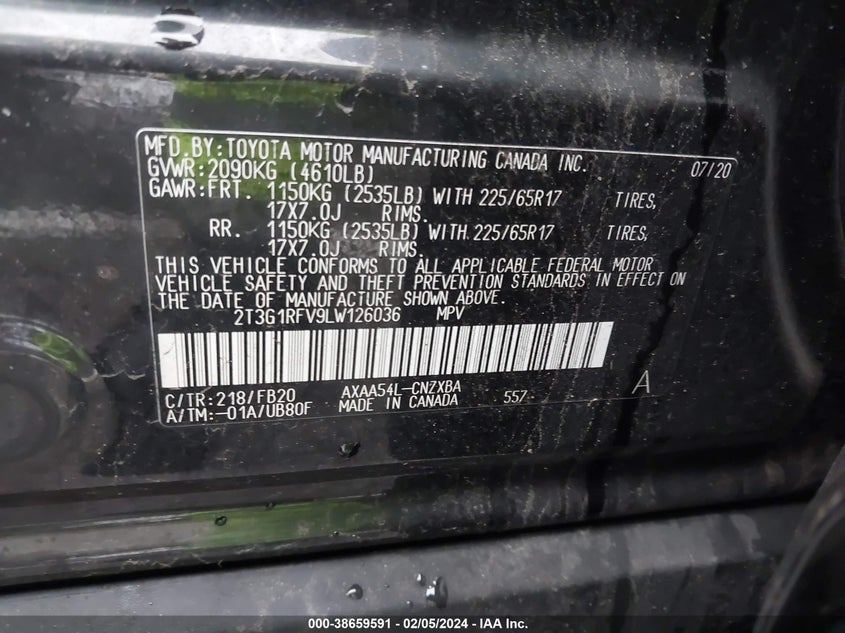 MFD.BY:TOYOTA MOTOR MANUFACTURING CANADA INC. 07/20
GVWR:2090KG (4610LB)
GAWR:FRT. 1150KG (2535LB) WITH 225/65R17 TIRES,
17X7.0J RIMS.
RR. 1150KG (2535LB) WITH 225/65R17 TIRES,
17X7.0J RIMS.
THIS VEHICLE CONFORMS TO ALL APPLICABLE FEDERAL MOTOR
VEHICLE SAFETY AND THEFT PREVENTION STANDARDS IN EFFECT ON
THE DATE OF MANUFACTURE SHOWN ABOVE.
2T3G1RFV9LW126036 MPV
C/TR:218/FB20 AXAA54L-CNZXBA
A/TM:-01A/UB80F MADE IN CANADA 557- A
000-38659591 - 02/05/2024 - IAA Inc.